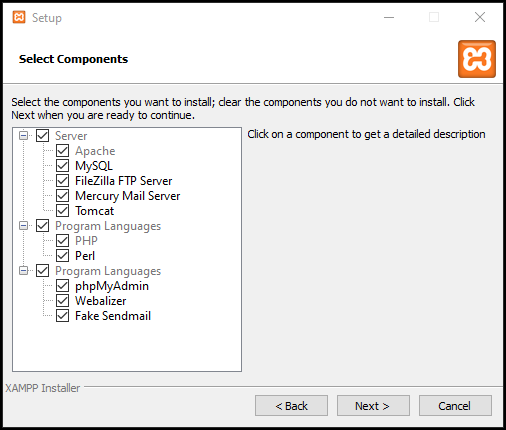 Setup
Select Components
Select the components you want to install; clear the components you do not want to install. Click
Next when you are ready to continue.
Server
Apache
MySQL
FileZilla FTP Server
Mercury Mail Server
Tomcat
Program Languages
PHP
Perl
Program Languages
phpMyAdmin
Webalizer
Fake Sendmail
Click on a component to get a detailed description
XAMPP Installer
< Back
Next >
Cancel